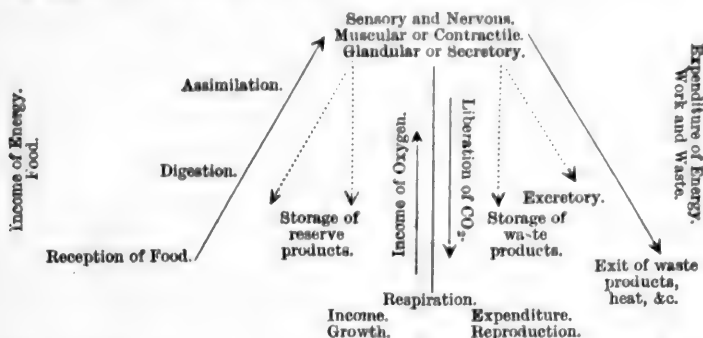 Sensory and Nervous.
Muscular or Contractile.
Glandular or Secretory.
Income of Energy.
Food.
Assimilation.
Digestion.
Reception of Food.
Storage of
reserve
products.
Income of Oxygen.
Liberation of CO₂.
Respiration.
Storage of
waste
products.
Excretory.
Exit of waste
products,
heat, &c.
Expenditure of Energy.
Work and Waste.
Income.
Growth.
Expenditure.
Reproduction.